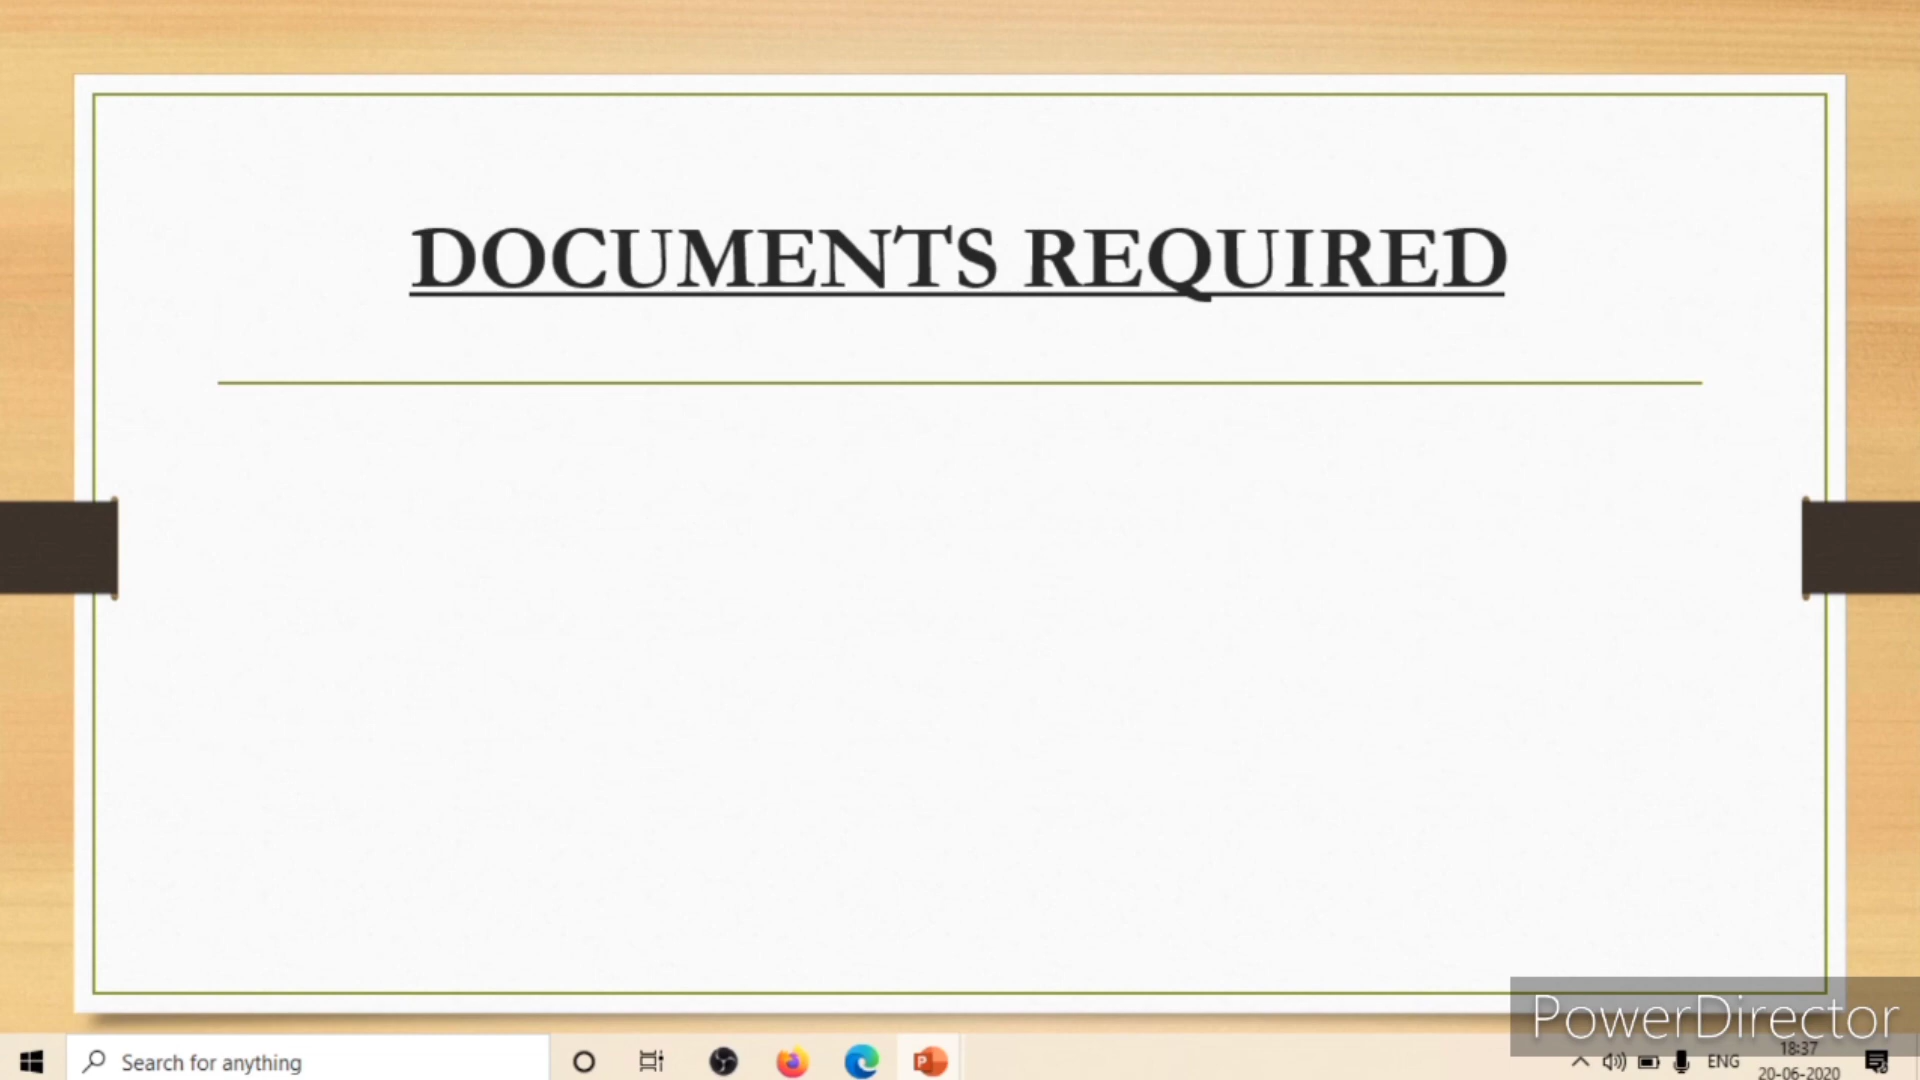 DOCUMENTS REQUIRED
PowerDirector
Search for anything
ENG
18:37
20-06-2020